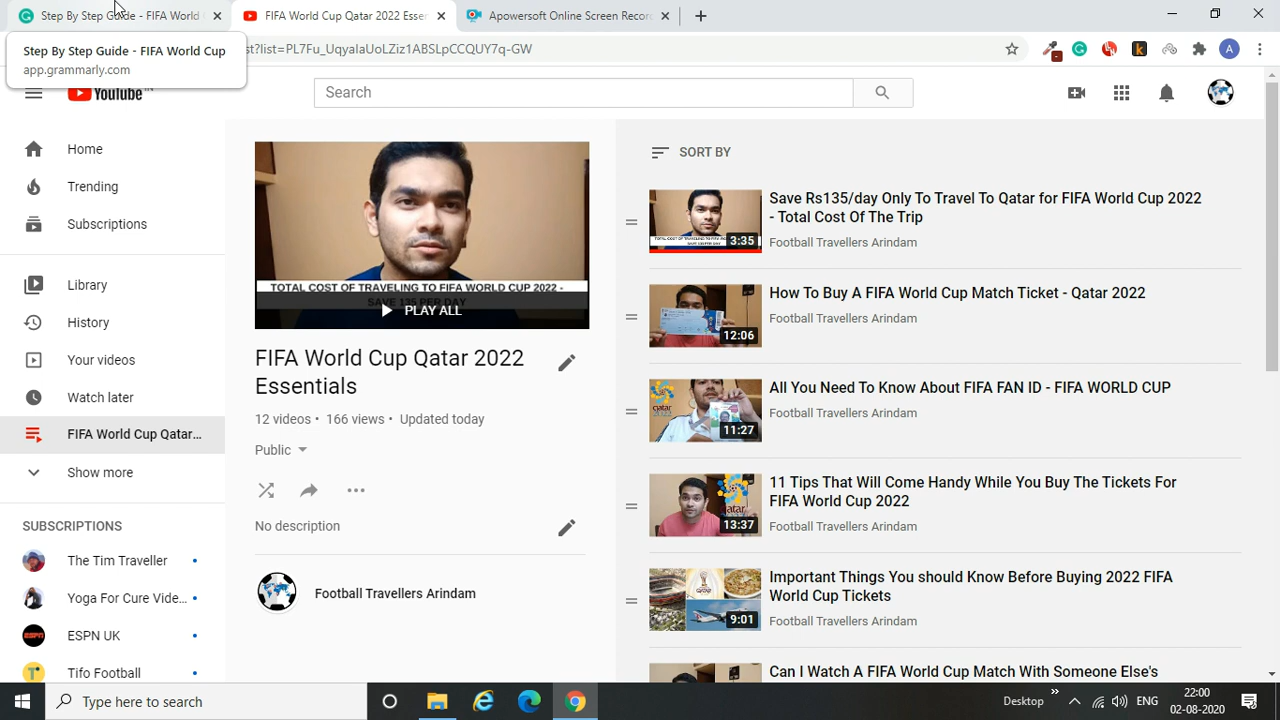 Step By Step Guide - FIFA World
FIFA World Cup Qatar 2022 Esser
Apowersoft Online Screen Recor
Step By Step Guide - FIFA World Cup
app.grammarly.com
st?list=PL7Fu_UqyalaUoLZiz1ABSLpCCQUY7q-GW
A
YouTube IN
Search
Home
Trending
Subscriptions
Library
History
Your videos
Watch later
FIFA World Cup Qatar...
Show more
SUBSCRIPTIONS
The Tim Traveller
Yoga For Cure Vide...
ESPN UK
Tifo Football
TOTAL COST OF TRAVELING TO FIFA WORLD CUP 2022 -
SAVE 135 PER DAY
PLAY ALL
FIFA World Cup Qatar 2022
Essentials
12 videos • 166 views • Updated today
Public
No description
Football Travellers Arindam
SORT BY
3:35
Save Rs135/day Only To Travel To Qatar for FIFA World Cup 2022
- Total Cost Of The Trip
Football Travellers Arindam
12:06
How To Buy A FIFA World Cup Match Ticket - Qatar 2022
Football Travellers Arindam
11:27
All You Need To Know About FIFA FAN ID - FIFA WORLD CUP
Football Travellers Arindam
13:37
11 Tips That Will Come Handy While You Buy The Tickets For
FIFA World Cup 2022
Football Travellers Arindam
9:01
Important Things You should Know Before Buying 2022 FIFA
World Cup Tickets
Football Travellers Arindam
Can I Watch A FIFA World Cup Match With Someone Else's
Type here to search
Desktop
ENG
22:00
02-08-2020